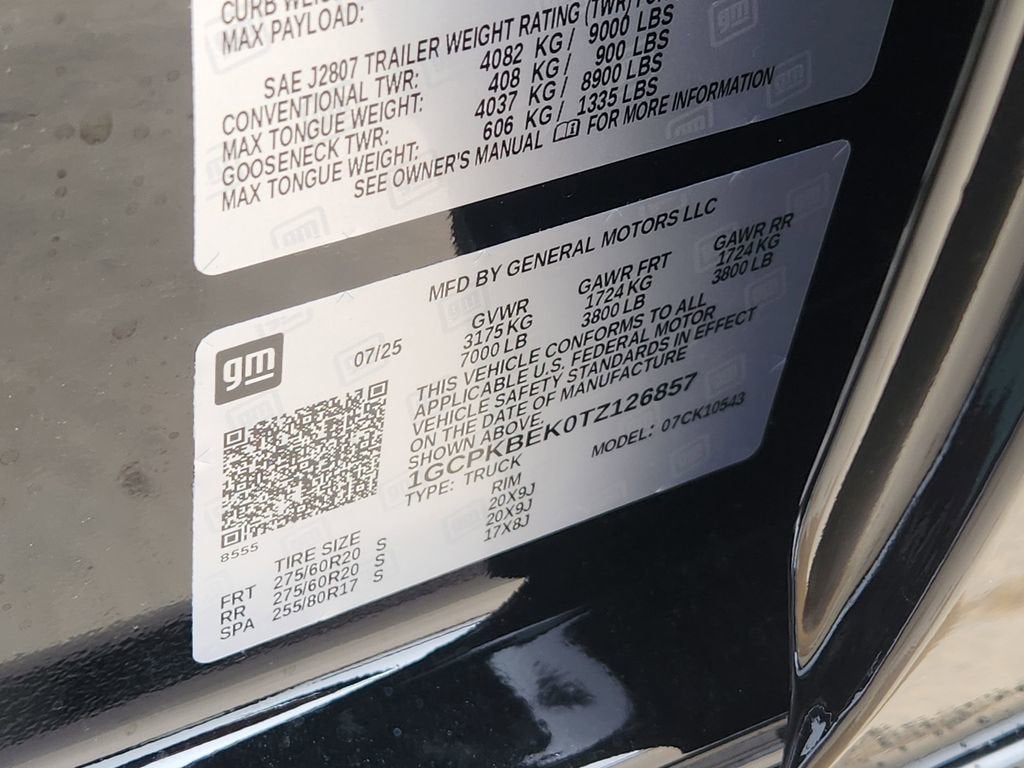 CURB WEIG
MAX PAYLOAD:
SAE J2807 TRAILER WEIGHT RATING (TWR)
CONVENTIONAL TWR: 4082 KG/ 9000 LBS
MAX TONGUE WEIGHT: 408 KG/ 900 LBS
GOOSENECK TWR: 4037 KG/ 8900 LBS
MAX TONGUE WEIGHT: 606 KG/ 1335 LBS
SEE OWNER'S MANUAL FOR MORE INFORMATION
MFD BY GENERAL MOTORS LLC
gm 07/25
GVWR GAWR FRT GAWR RR
3175 KG 1724 KG 1724 KG
7000 LB 3800 LB 3800 LB
THIS VEHICLE CONFORMS TO ALL
APPLICABLE U.S. FEDERAL MOTOR
VEHICLE SAFETY STANDARDS IN EFFECT
ON THE DATE OF MANUFACTURE
SHOWN ABOVE.
1GCPKBEK0TZ126857
TYPE: TRUCK MODEL: 07CK10543
8555
TIRE SIZE RIM
FRT 275/60R20 S 20X9J
RR 275/60R20 S 20X9J
SPA 255/80R17 S 17X8J